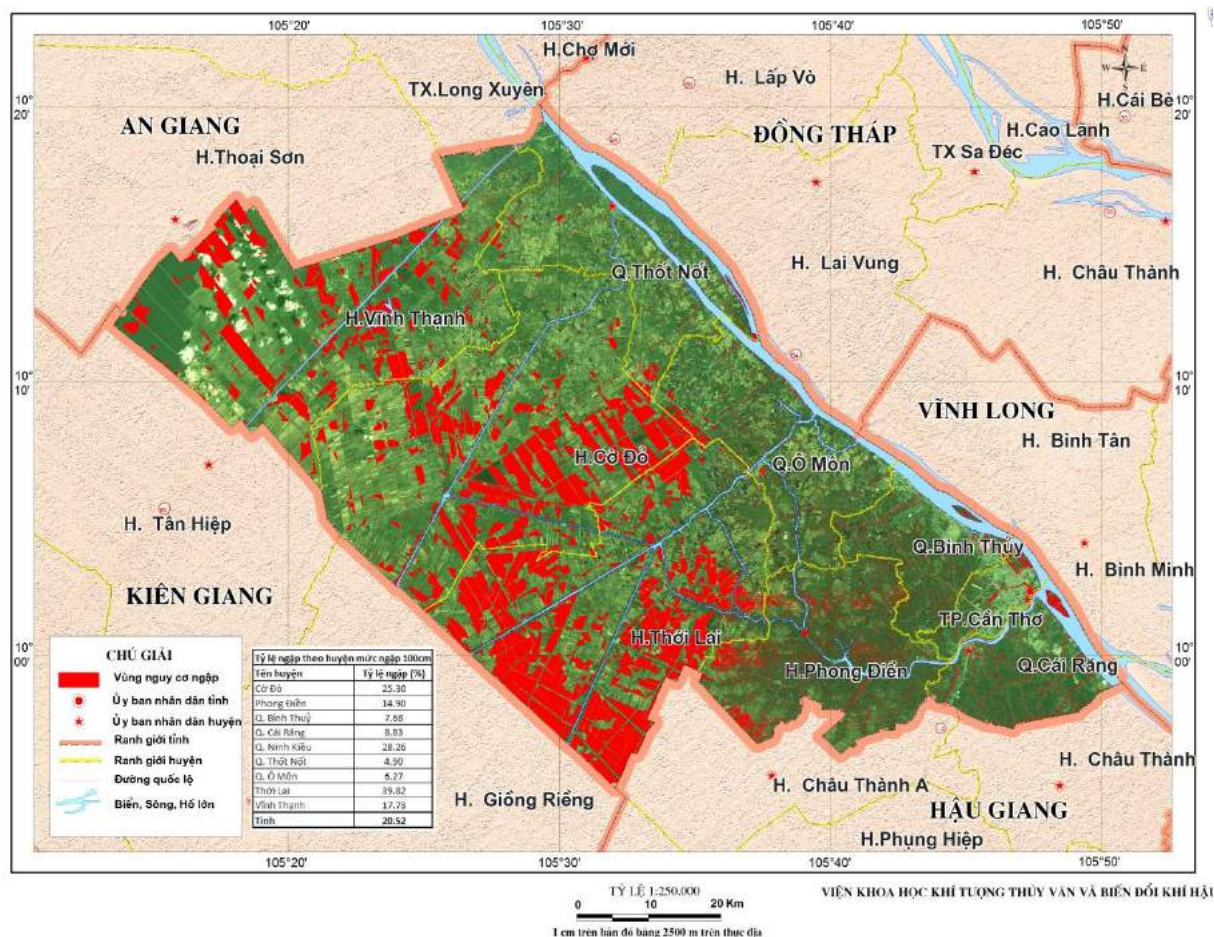 105°20'
105°30'
105°40'
105°50'
H.Chợ Mới
TX.Long Xuyên
H. Lấp Vò
H.Cái Bè
10°
20'
10°
20'
AN GIANG
ĐỒNG THÁP
H.Cao Lãnh
H.Thoại Sơn
TX Sa Đéc
Q.Thốt Nốt
H. Lai Vung
H. Châu Thành
H.Vĩnh Thạnh
10°
10'
10°
10'
VĨNH LONG
H. Bình Tân
H.Cờ Đỏ
Q.Ô Môn
H. Tân Hiệp
Q.Bình Thủy
H. Bình Minh
KIÊN GIANG
TP.Cần Thơ
H.Thới Lai
H.Phong Điền
Q.Cái Răng
10°
00'
10°
00'
CHÚ GIẢI
Vùng nguy cơ ngập
Ủy ban nhân dân tỉnh
Ủy ban nhân dân huyện
Ranh giới tỉnh
Ranh giới huyện
Đường quốc lộ
Biển, Sông, Hồ lớn
Tỷ lệ ngập theo huyện mức ngập 100cm
Tên huyện Tỷ lệ ngập (%)
Cờ Đỏ 25.30
Phong Điền 14.90
Q. Bình Thuỷ 7.68
Q. Cái Răng 8.83
Q. Ninh Kiều 28.26
Q. Thốt Nốt 4.90
Q. Ô Môn 6.27
Thới Lai 39.82
Vĩnh Thạnh 17.73
Tỉnh 20.52
H. Giồng Riềng
H. Châu Thành A
H. Châu Thành
HẬU GIANG
H.Phụng Hiệp
105°20'
105°30'
105°40'
105°50'
TỶ LỆ 1:250.000
0 10 20 Km
1 cm trên bản đồ bằng 2500 m trên thực địa
VIỆN KHOA HỌC KHÍ TƯỢNG THỦY VĂN VÀ BIẾN ĐỔI KHÍ HẬU